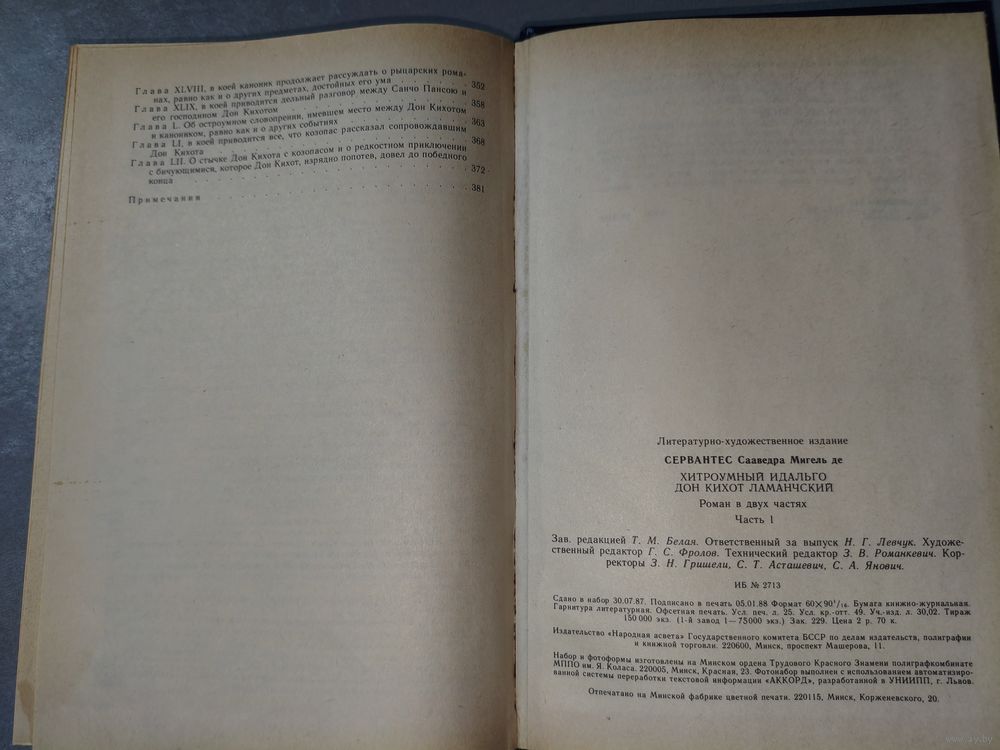 Глава XLVIII, в коей каноник продолжает рассуждать о рыцарских рома-
нах, равно как и о других предметах, достойных его ума . . . . . . . 352
Глава XLIX, в коей приводится дельный разговор между Санчо Пансою и
его господином Дон Кихотом . . . . . . . 358
Глава L. Об остроумном словопрении, имевшем место между Дон Кихотом
и каноником, равно как и о других событиях . . . . . . . 363
Глава LI, в коей приводится все, что козопас рассказал сопровождавшим
Дон Кихота . . . . . . . 368
Глава LII. О стычке Дон Кихота с козопасом и о редкостном приключении
с бичующимися, которое Дон Кихот, изрядно попотев, довел до победного
конца . . . . . . . 372
Примечания . . . . . . . 381
Литературно-художественное издание
СЕРВАНТЕС Сааведра Мигель де
ХИТРОУМНЫЙ ИДАЛЬГО
ДОН КИХОТ ЛАМАНЧСКИЙ
Роман в двух частях
Часть 1
Зав. редакцией Т. М. Белая. Ответственный за выпуск Н. Г. Левчук. Художе-
ственный редактор Г. С. Фролов. Технический редактор З. В. Романкевич. Кор-
ректоры З. Н. Гришели, С. Т. Асташевич, С. А. Янович.
ИБ № 2713
Сдано в набор 30.07.87. Подписано в печать 05.01.88 Формат 60×90¹/₁₆. Бумага книжно-журнальная.
Гарнитура литературная. Офсетная печать. Усл. печ. л. 25. Усл. кр.-отт. 49. Уч.-изд. л. 30,02. Тираж
150 000 экз. (1-й завод 1—75000 экз.) Зак. 229. Цена 2 р. 70 к.
Издательство «Народная асвета» Государственного комитета БССР по делам издательств, полиграфии
и книжной торговли. 220600, Минск, проспект Машерова, 11.
Набор и фотоформы изготовлены на Минском ордена Трудового Красного Знамени полиграфкомбинате
МППО им. Я. Коласа. 220005, Минск, Красная, 23. Фотонабор выполнен с использованием автоматизиро-
ванной системы переработки текстовой информации «АККОРД», разработанной в УНИИПП, г. Львов.
Отпечатано на Минской фабрике цветной печати. 220115, Минск, Корженевского, 20.
www.ay.by